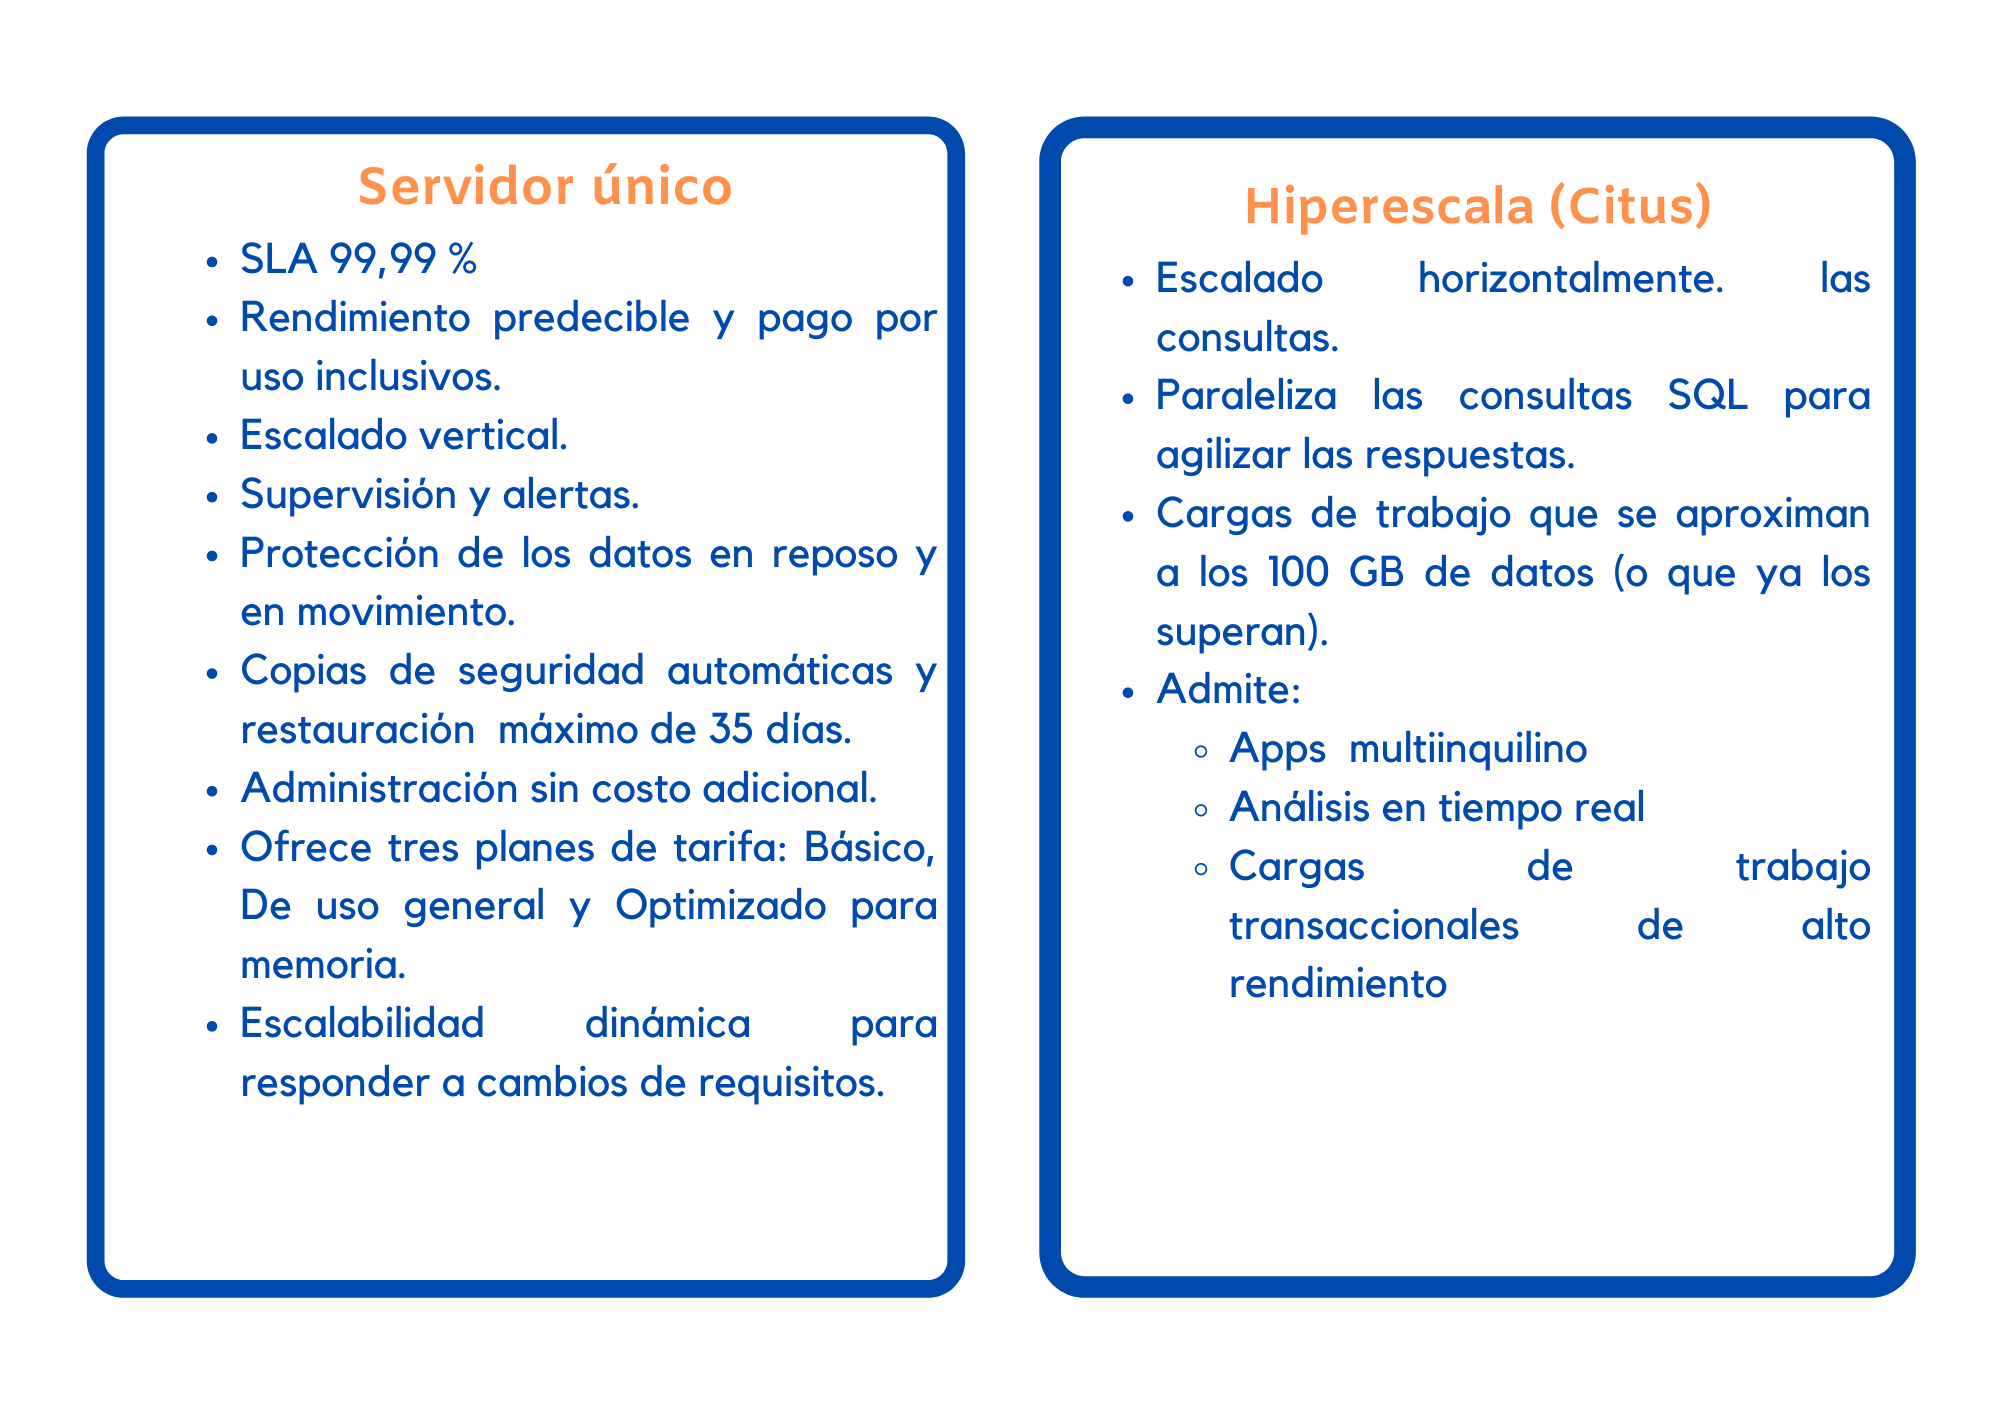 Servidor único
SLA 99,99 %
Rendimiento predecible y pago por
uso inclusivos.
Escalado vertical.
Supervisión y alertas.
Protección de los datos en reposo y
en movimiento.
Copias de seguridad automáticas y
restauración  máximo de 35 días.
Administración sin costo adicional.
Ofrece tres planes de tarifa: Básico,
De uso general y Optimizado para
memoria.
Escalabilidad dinámica para
responder a cambios de requisitos.
Hiperescala (Citus)
Escalado horizontalmente. las
consultas.
Paraleliza las consultas SQL para
agilizar las respuestas.
Cargas de trabajo que se aproximan
a los 100 GB de datos (o que ya los
superan).
Admite:
Apps  multiinquilino
Análisis en tiempo real
Cargas de trabajo
transaccionales de alto
rendimiento